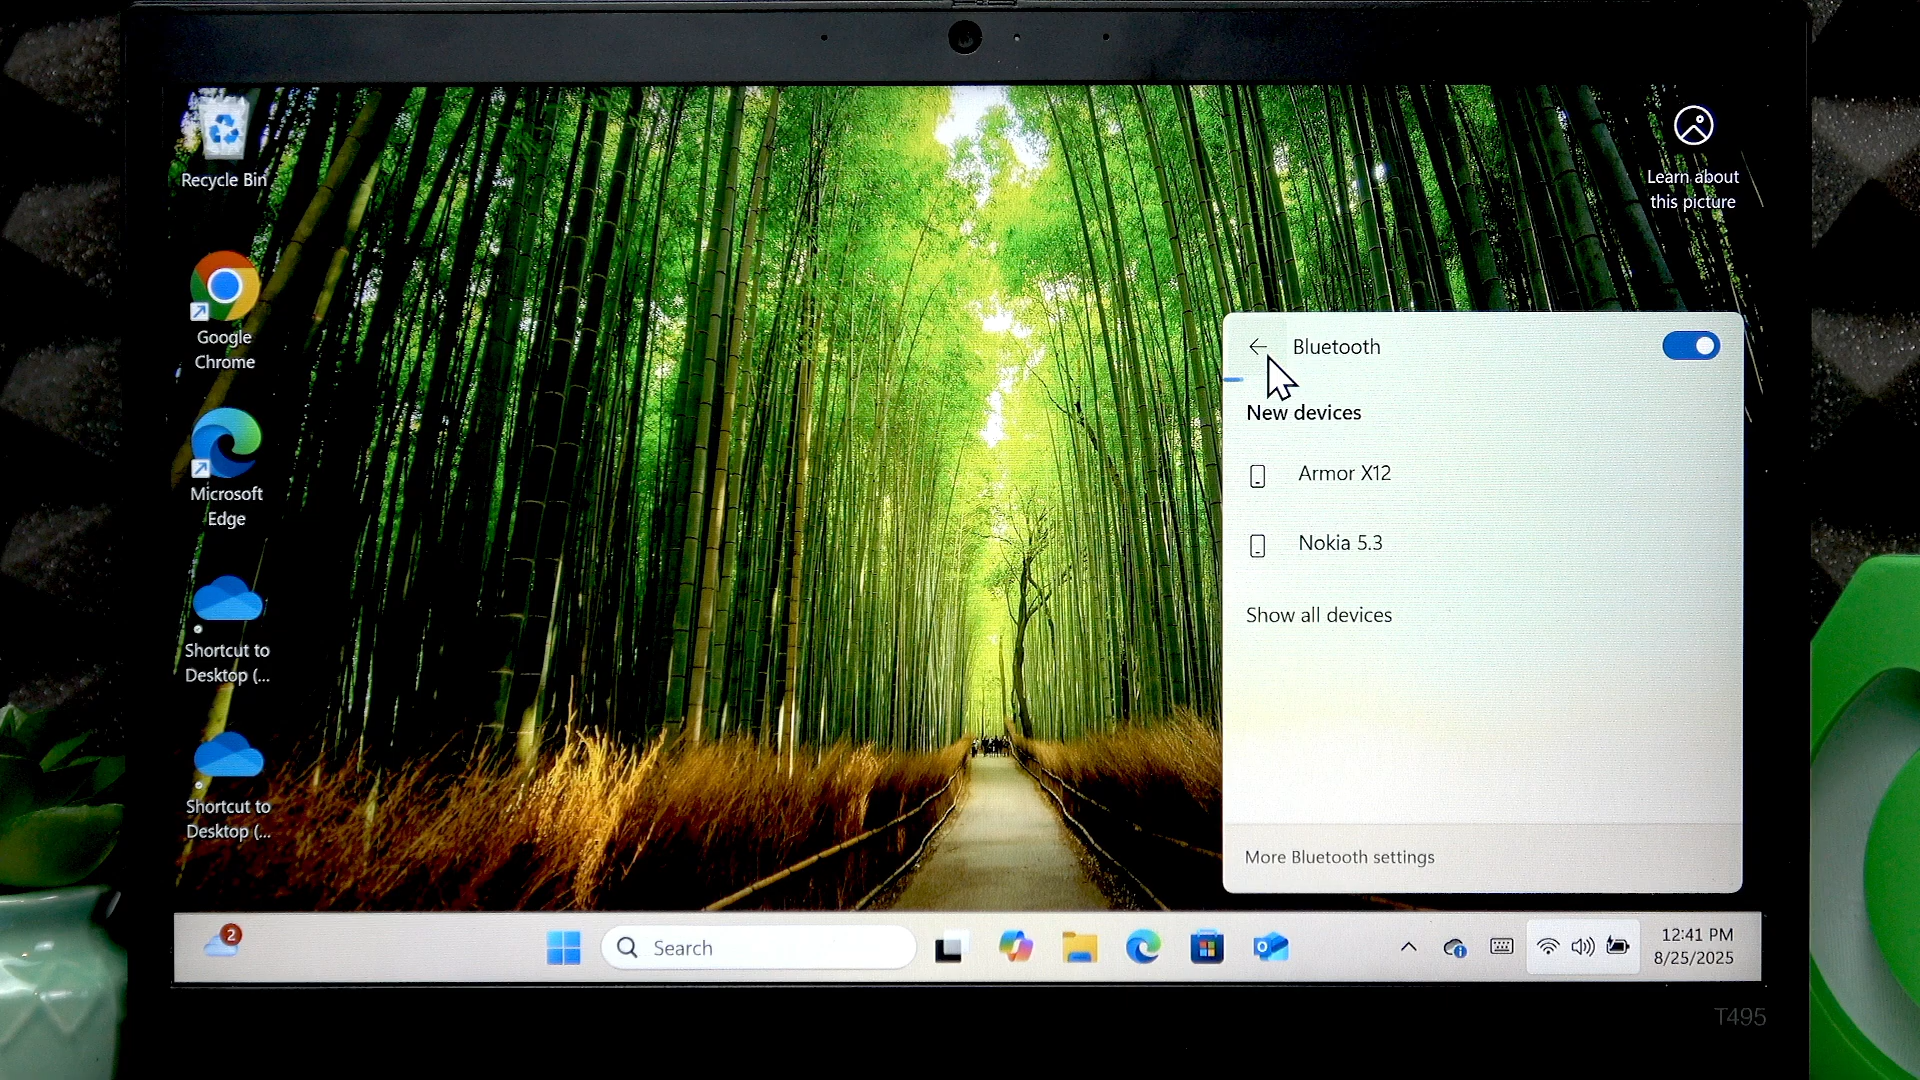 Recycle Bin
Google
Chrome
Microsoft
Edge
Shortcut to
Desktop (...
Shortcut to
Desktop (...
Learn about
this picture
Bluetooth
New devices
Armor X12
Nokia 5.3
Show all devices
More Bluetooth settings
2
Search
12:41 PM
8/25/2025
T495